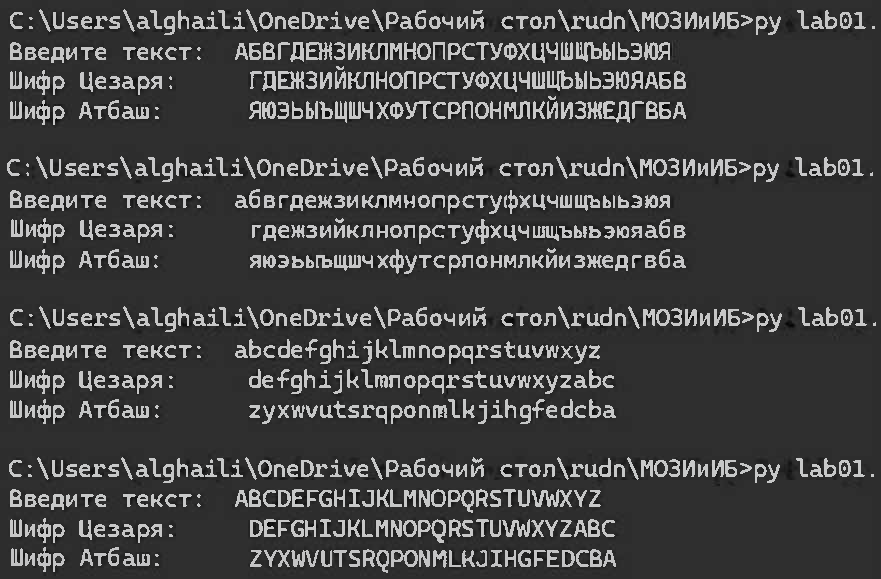 C:\Users\alghaili\OneDrive\Рабочий стол\rudn\МОЗИиИБ>py lab01.
Введите текст: АБВГДЕЖЗИКЛМНОПРСТУФХЦЧШЩЪЫЬЭЮЯ
Шифр Цезаря: ГДЕЖЗИЙКЛНОПРСТУФХЦЧШЩЪЫЬЭЮЯАБВ
Шифр Атбаш: ЯЮЭЬЫЪЩШЧХФУТСРПОНМЛКЙИЗЖЕДГВБА
C:\Users\alghaili\OneDrive\Рабочий стол\rudn\МОЗИиИБ>py lab01.
Введите текст: абвгдежзиклмнопрстуфхцчшщъыьэюя
Шифр Цезаря: гдежзийклнопрстуфхцчшщъыьэюяабв
Шифр Атбаш: яюэьыъщшчхфутсрпонмлкйизжедгвба
C:\Users\alghaili\OneDrive\Рабочий стол\rudn\МОЗИиИБ>py lab01.
Введите текст: abcdefghijklmnopqrstuvwxyz
Шифр Цезаря: defghijklmnopqrstuvwxyzabc
Шифр Атбаш: zyxwvutsrqponmlkjihgfedcba
C:\Users\alghaili\OneDrive\Рабочий стол\rudn\МОЗИиИБ>py lab01.
Введите текст: ABCDEFGHIJKLMNOPQRSTUVWXYZ
Шифр Цезаря: DEFGHIJKLMNOPQRSTUVWXYZABC
Шифр Атбаш: ZYXWVUTSRQPONMLKJIHGFEDCBA